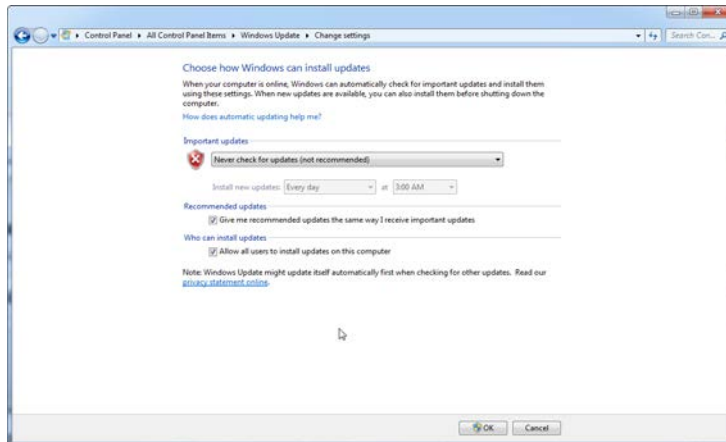 Control Panel ▸ All Control Panel Items ▸ Windows Update ▸ Change settings
Search Con...
Choose how Windows can install updates
When your computer is online, Windows can automatically check for important updates and install them
using these settings. When new updates are available, you can also install them before shutting down the
computer.
How does automatic updating help me?
Important updates
Never check for updates (not recommended)
Install new updates: Every day at 3:00 AM
Recommended updates
Give me recommended updates the same way I receive important updates
Who can install updates
Allow all users to install updates on this computer
Note: Windows Update might update itself automatically first when checking for other updates. Read our
privacy statement online.
OK Cancel